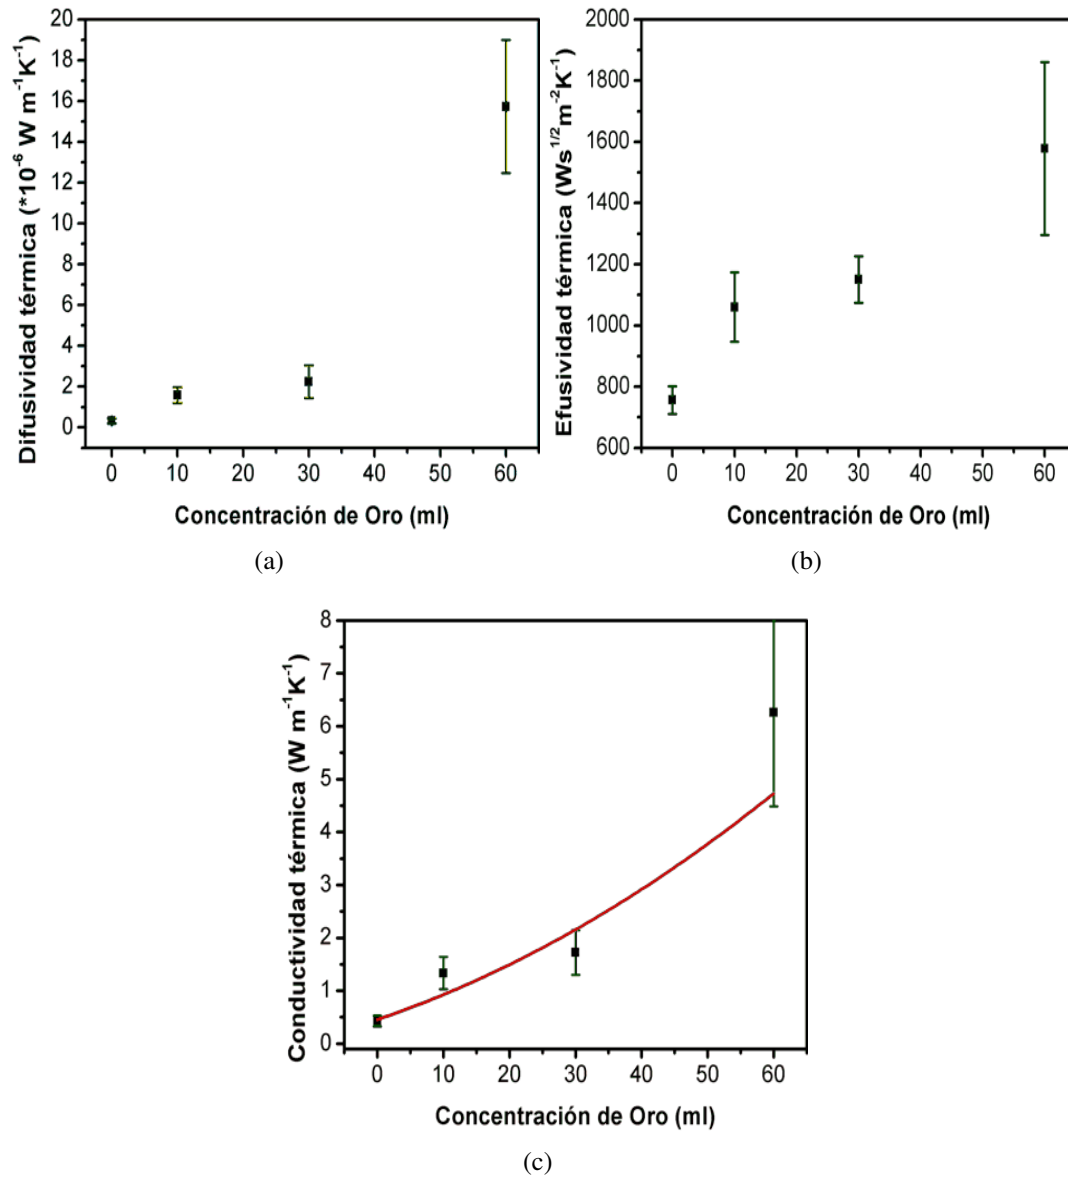 20
18
16
14
12
10
8
6
4
2
0
Difusividad térmica (*10⁻⁶ W m⁻¹K⁻¹)
0 10 20 30 40 50 60
Concentración de Oro (ml)
(a)
2000
1800
1600
1400
1200
1000
800
600
Efusividad térmica (Ws¹/²m⁻²K⁻¹)
0 10 20 30 40 50 60
Concentración de Oro (ml)
(b)
8
7
6
5
4
3
2
1
0
Conductividad térmica (W m⁻¹K⁻¹)
0 10 20 30 40 50 60
Concentración de Oro (ml)
(c)